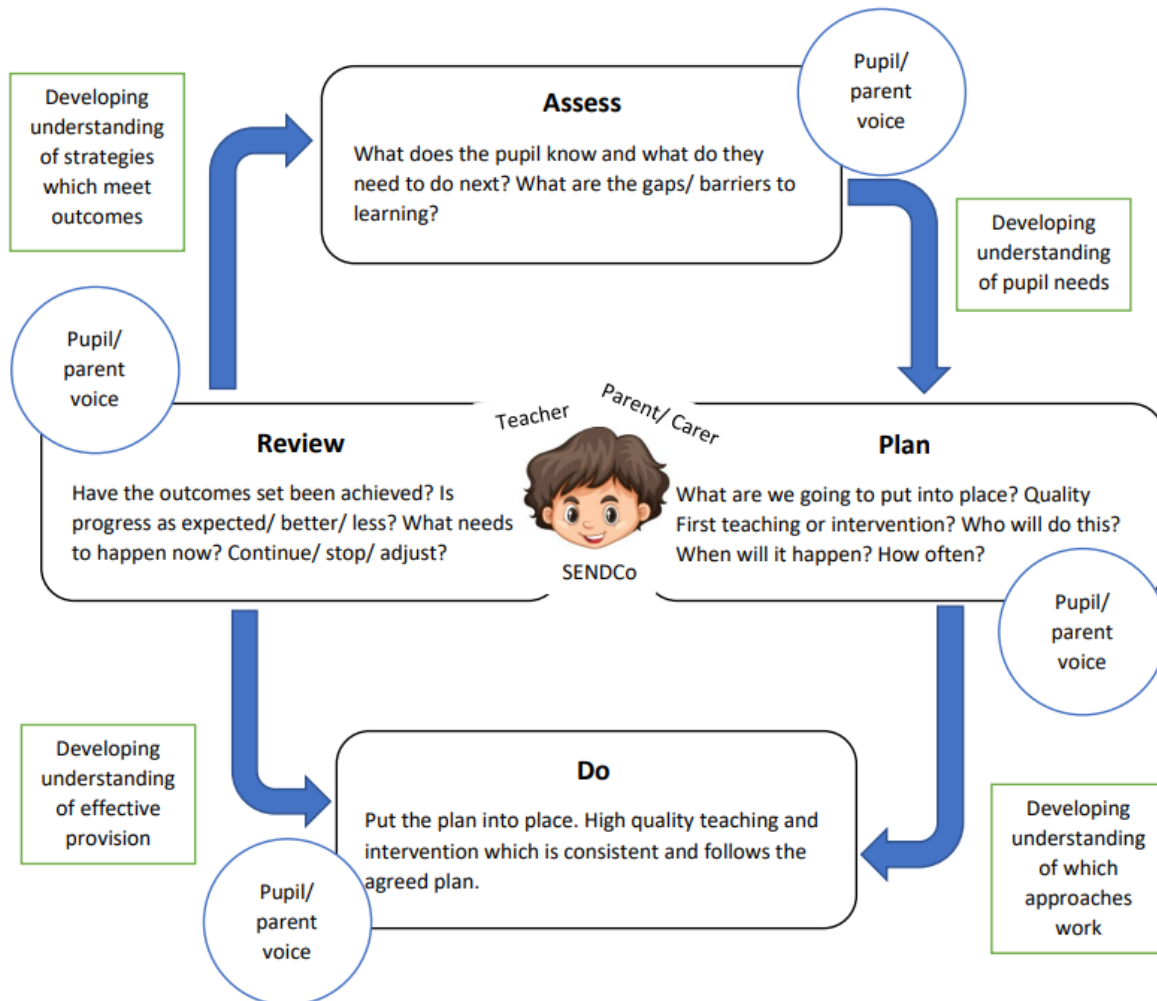 Developing
understanding
of strategies
which meet
outcomes
Assess
What does the pupil know and what do they
need to do next? What are the gaps/ barriers to
learning?
Pupil/
parent
voice
Developing
understanding
of pupil needs
Pupil/
parent
voice
Review
Have the outcomes set been achieved? Is
progress as expected/ better/ less? What needs
to happen now? Continue/ stop/ adjust?
Teacher
Parent/ Carer
SENDCo
Plan
What are we going to put into place? Quality
First teaching or intervention? Who will do this?
When will it happen? How often?
Pupil/
parent
voice
Developing
understanding
of effective
provision
Do
Put the plan into place. High quality teaching and
intervention which is consistent and follows the
agreed plan.
Pupil/
parent
voice
Developing
understanding
of which
approaches
work